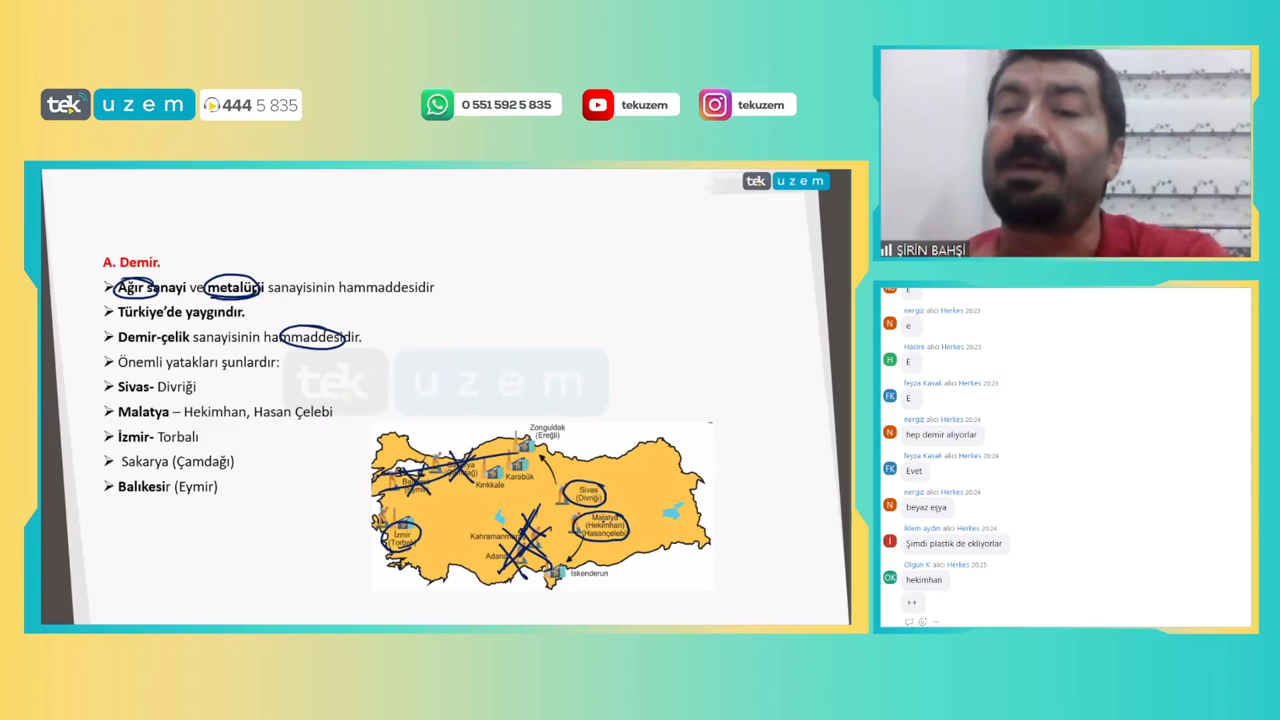 tek uzem 444 5 835
0 551 592 5 835
tekuzem
tekuzem
tek uzem
A. Demir.
Ağır sanayi ve metalürji sanayisinin hammaddesidir
Türkiye’de yaygındır.
Demir-çelik sanayisinin hammaddesidir.
Önemli yatakları şunlardır:
Sivas- Divriği
Malatya – Hekimhan, Hasan Çelebi
İzmir- Torbalı
Sakarya (Çamdağı)
Balıkesir (Eymir)
tek uzem
Zonguldak
(Ereğli)
Karabük
Kırıkkale
Sivas
(Divriği)
Malatya
(Hekimhan)
(Hasançelebi)
İzmir
Adana
İskenderun
ŞİRİN BAHŞİ
E
nergiz alıcı Herkes 20:23
N e
Hacire alıcı Herkes 20:23
H E
feyza Kavak alıcı Herkes 20:23
FK E
nergiz alıcı Herkes 20:24
N hep demir alıyorlar
feyza Kavak alıcı Herkes 20:24
FK Evet
nergiz alıcı Herkes 20:24
N beyaz eşya
İklem aydın alıcı Herkes 20:24
İ Şimdi plastik de ekliyorlar
Olgun K alıcı Herkes 20:25
OK hekimhan
++